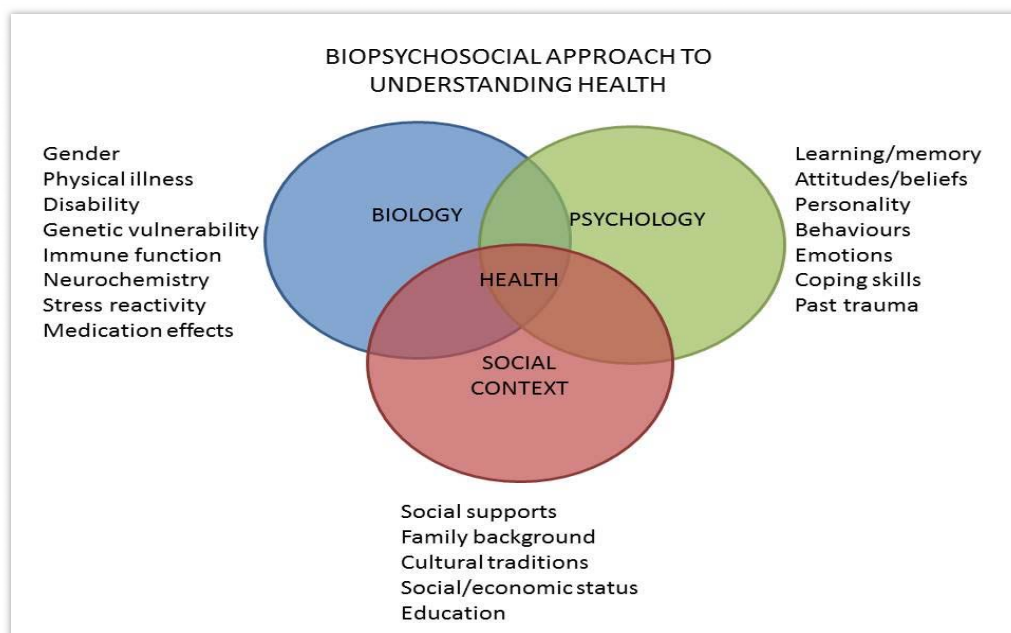 BIOPSYCHOSOCIAL APPROACH TO
UNDERSTANDING HEALTH
Gender
Physical illness
Disability
Genetic vulnerability
Immune function
Neurochemistry
Stress reactivity
Medication effects
BIOLOGY
PSYCHOLOGY
HEALTH
SOCIAL
CONTEXT
Learning/memory
Attitudes/beliefs
Personality
Behaviours
Emotions
Coping skills
Past trauma
Social supports
Family background
Cultural traditions
Social/economic status
Education